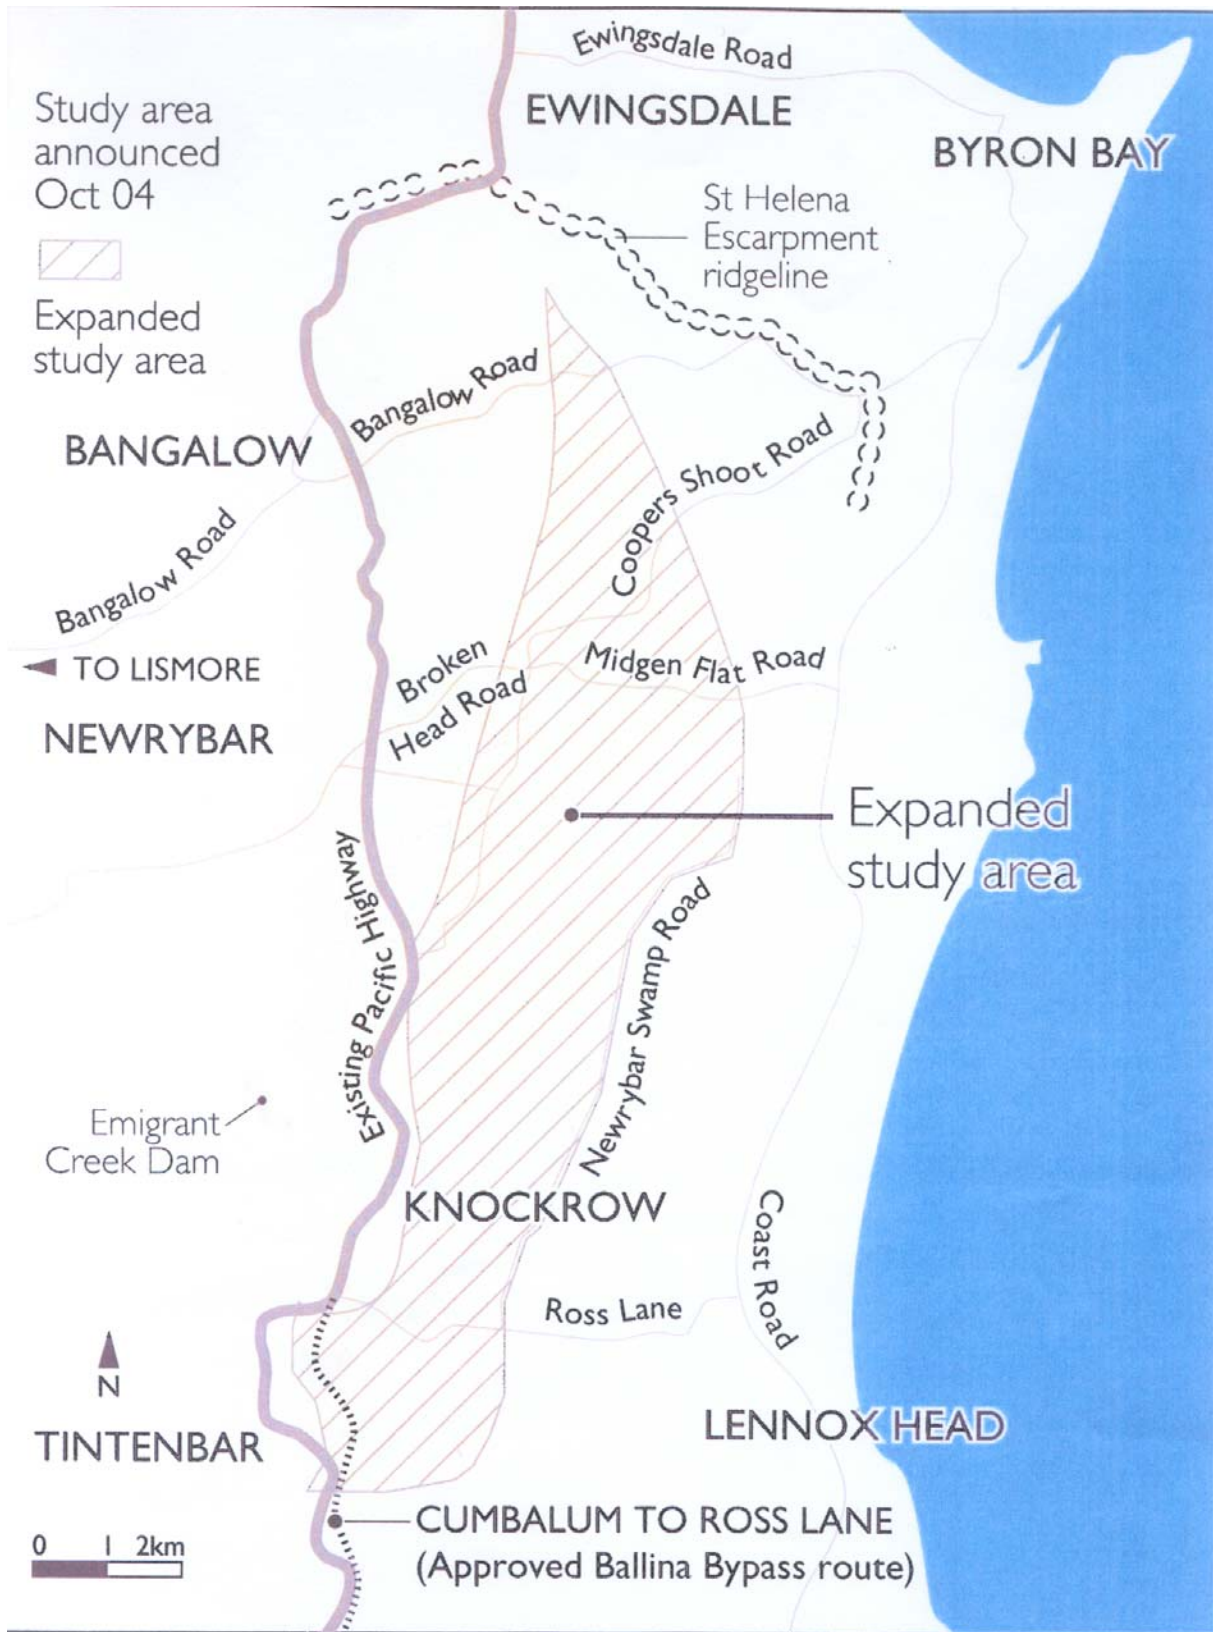 Ewingsdale Road
EWINGSDALE
BYRON BAY
Study area
announced
Oct 04
Expanded
study area
St Helena
Escarpment
ridgeline
Bangalow Road
BANGALOW
Coopers Shoot Road
Bangalow Road
TO LISMORE
Broken
Head Road
Midgen Flat Road
NEWRYBAR
Expanded
study area
Existing Pacific Highway
Newrybar Swamp Road
Emigrant
Creek Dam
KNOCKROW
Coast Road
Ross Lane
N
TINTENBAR
LENNOX HEAD
CUMBALUM TO ROSS LANE
(Approved Ballina Bypass route)
0 1 2km